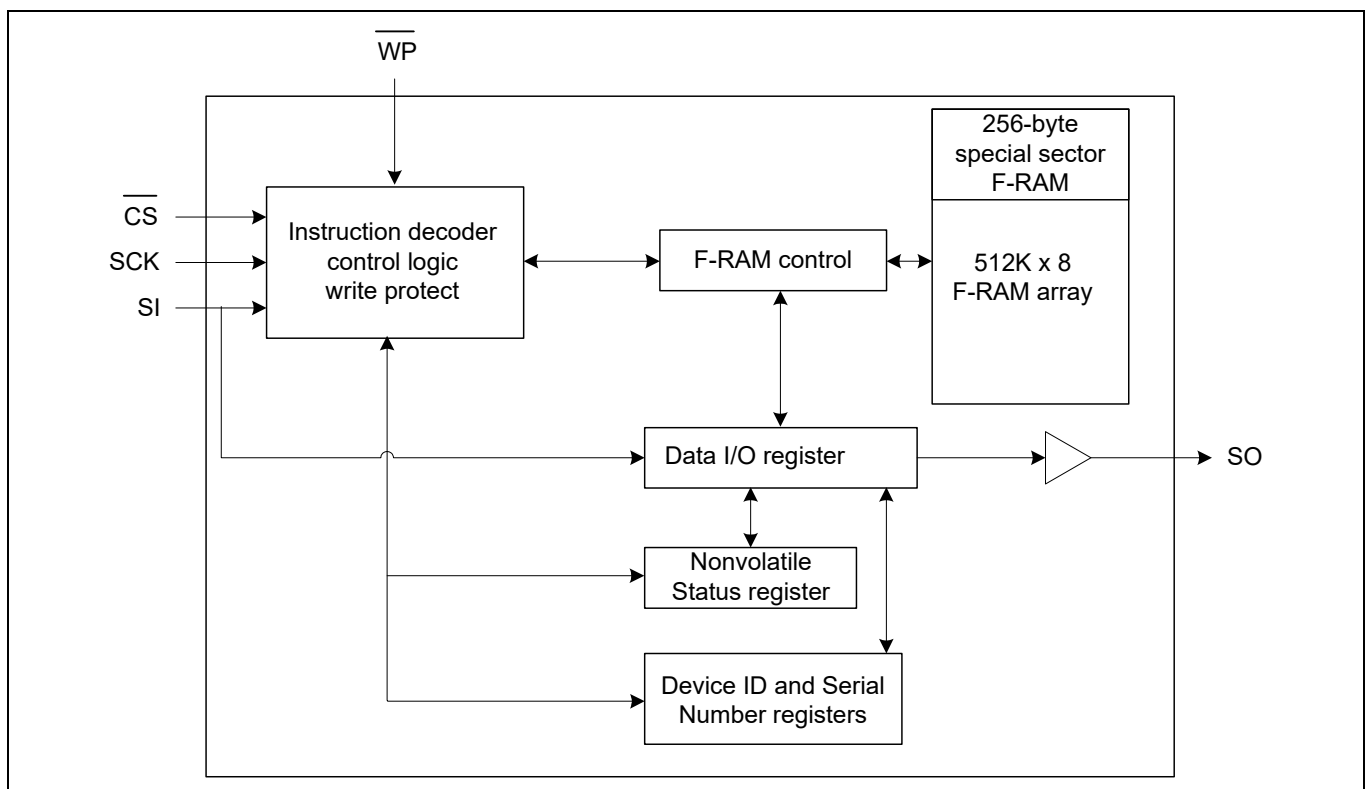 WP
256-byte
special sector
F-RAM
CS
SCK
SI
Instruction decoder
control logic
write protect
F-RAM control
512K x 8
F-RAM array
Data I/O register
SO
Nonvolatile
Status register
Device ID and Serial
Number registers